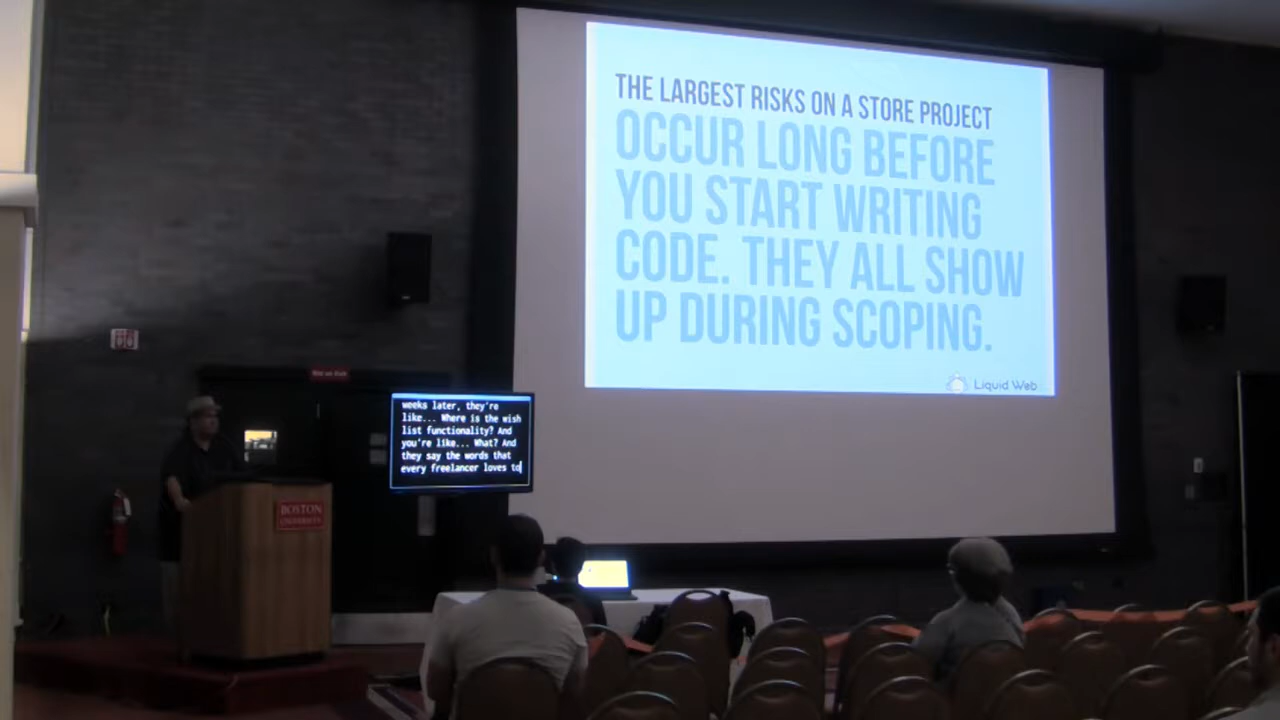 THE LARGEST RISKS ON A STORE PROJECT
OCCUR LONG BEFORE
YOU START WRITING
CODE. THEY ALL SHOW
UP DURING SCOPING.
Liquid Web
weeks later, they're
like... Where is the wish
list functionality? And
you're like... What? And
they say the words that
every freelancer loves to
BOSTON
UNIVERSITY